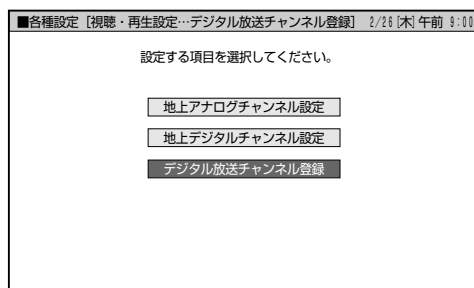 ■各種設定［視聴・再生設定…デジタル放送チャンネル登録］ 2/26[木]午前 9:00
設定する項目を選択してください。
地上アナログチャンネル設定
地上デジタルチャンネル設定
デジタル放送チャンネル登録